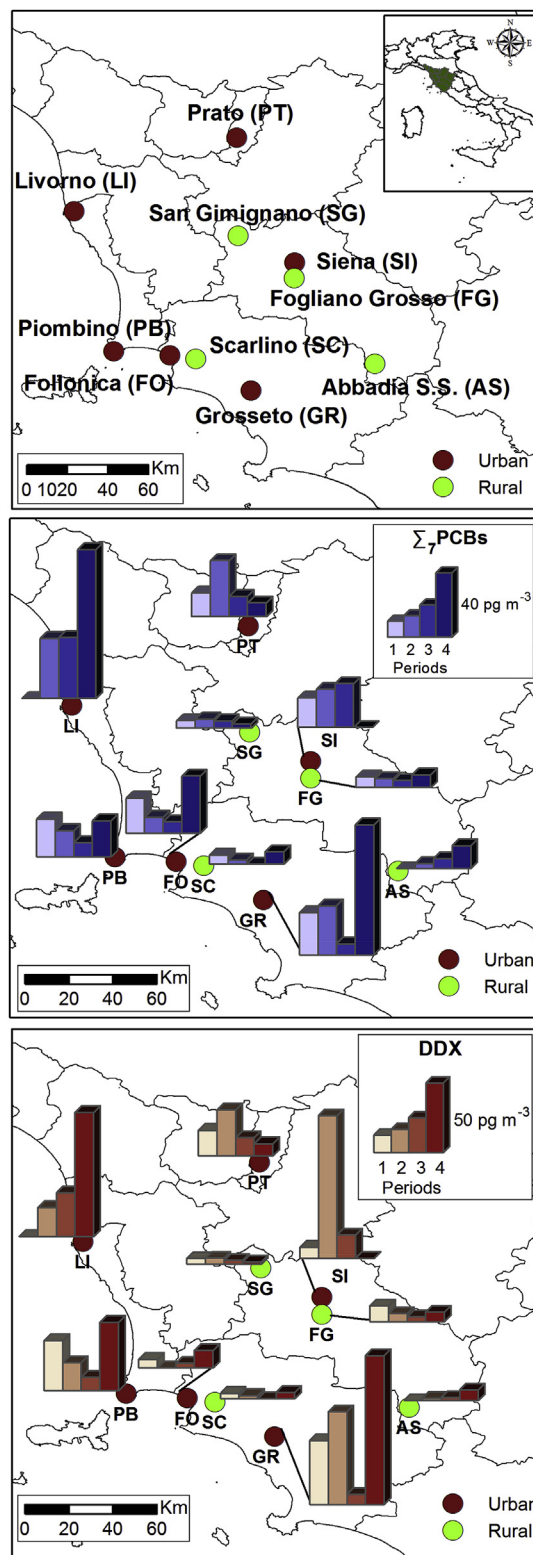 N
W E
S
Prato (PT)
Livorno (LI)
San Gimignano (SG)
Siena (SI)
Fogliano Grosso (FG)
Piombino (PB)
Scarlino (SC)
Follonica (FO)
Abbadia S.S. (AS)
Grosseto (GR)
Km
0 1020 40 60
Urban
Rural
∑7PCBs
40 pg m-3
1 2 3 4
Periods
PT
LI
SG
SI
FG
PB
FO
SC
AS
GR
Km
0 20 40 60
Urban
Rural
DDX
50 pg m-3
1 2 3 4
Periods
PT
LI
SG
SI
FG
PB
FO
SC
AS
GR
Km
0 20 40 60
Urban
Rural